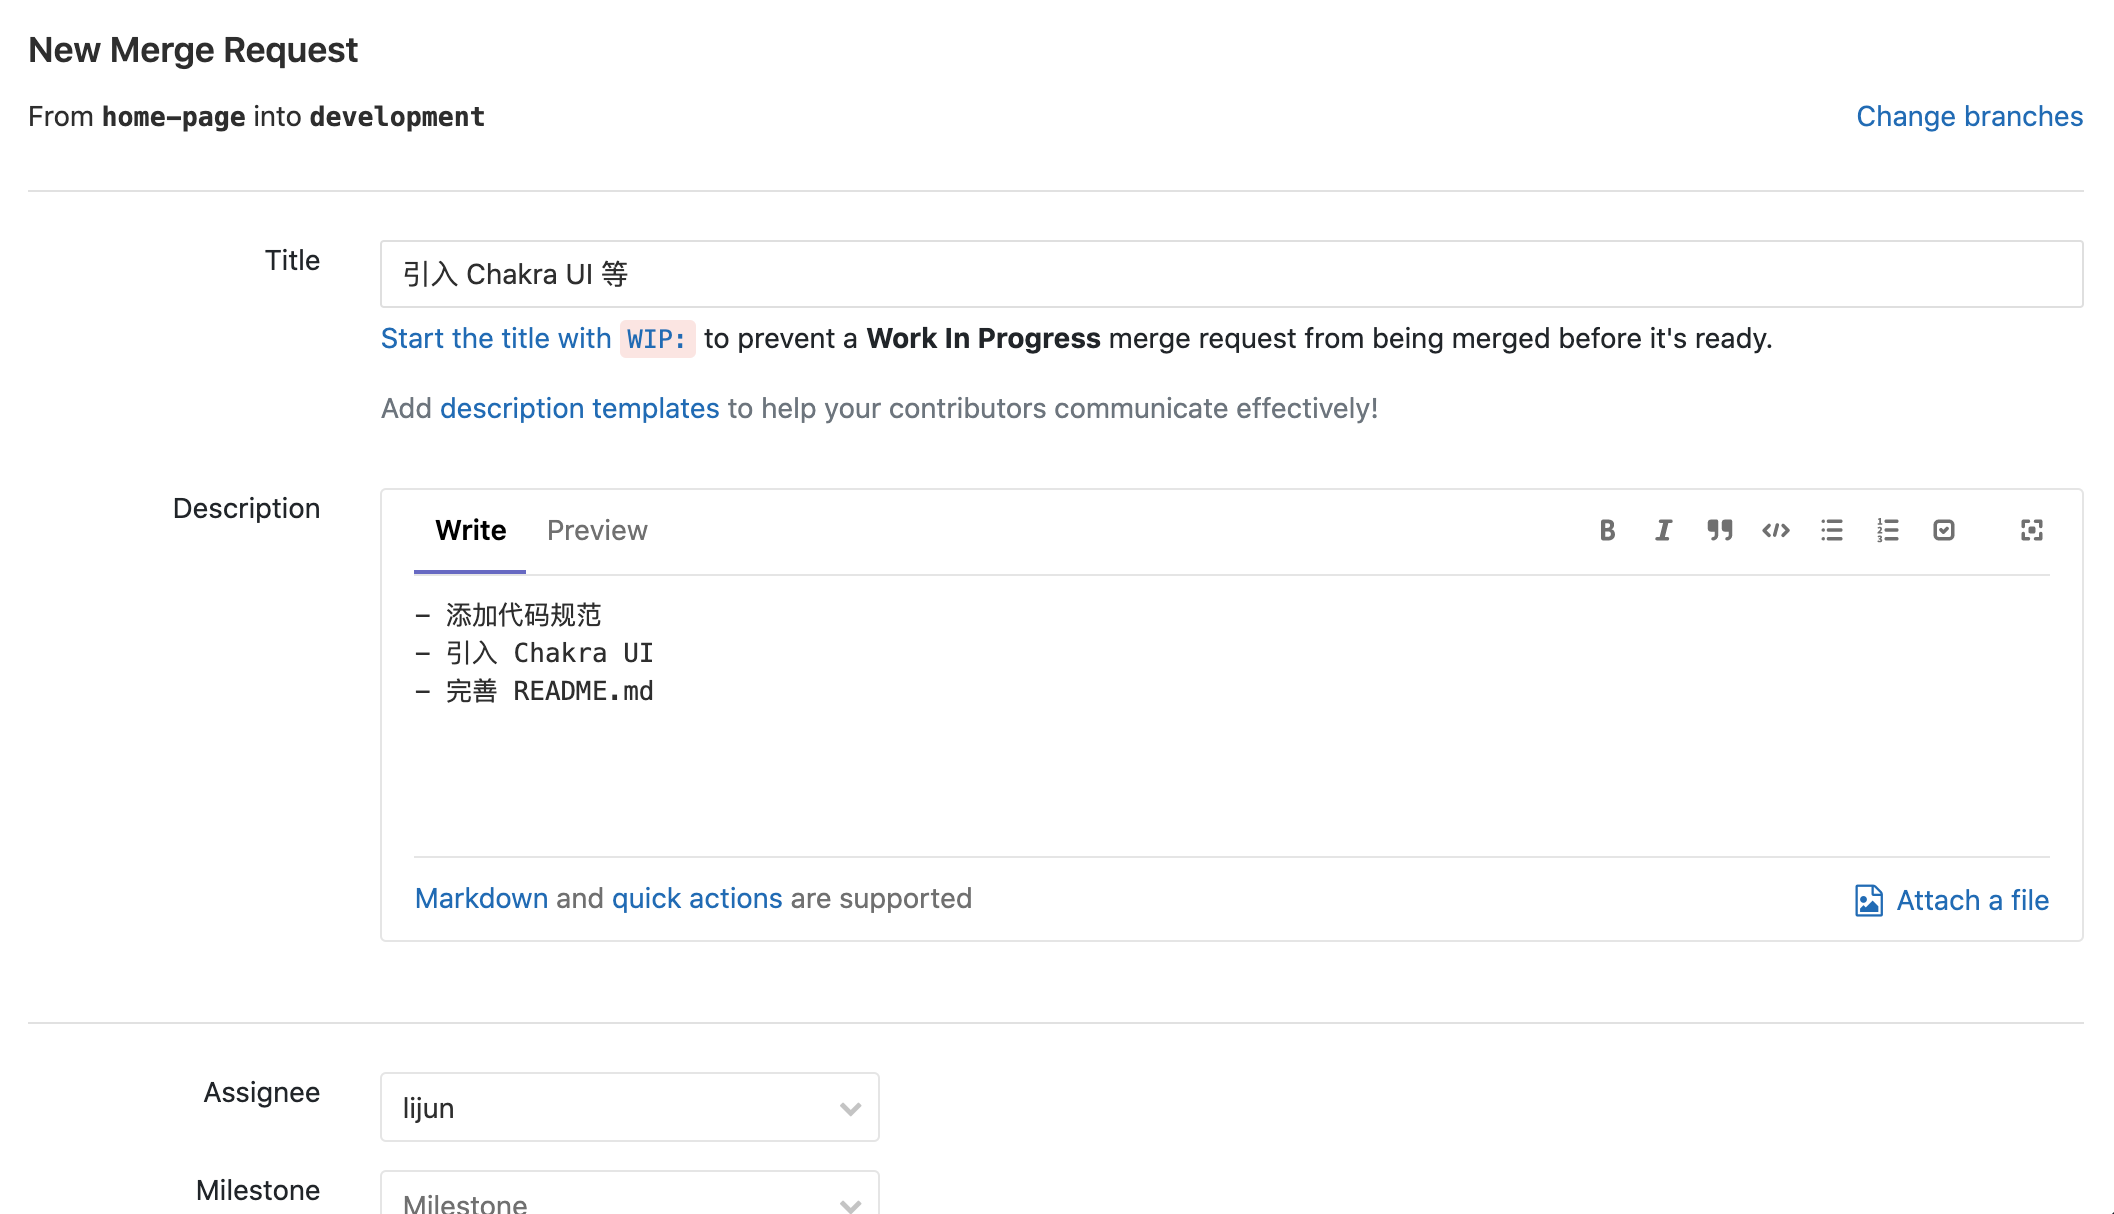 New Merge Request
From home-page into development
Change branches
Title
引入 Chakra UI 等
Start the title with WIP: to prevent a Work In Progress merge request from being merged before it's ready.
Add description templates to help your contributors communicate effectively!
Description
Write Preview
- 添加代码规范
- 引入 Chakra UI
- 完善 README.md
Markdown and quick actions are supported
Attach a file
Assignee
lijun
Milestone
Milestone